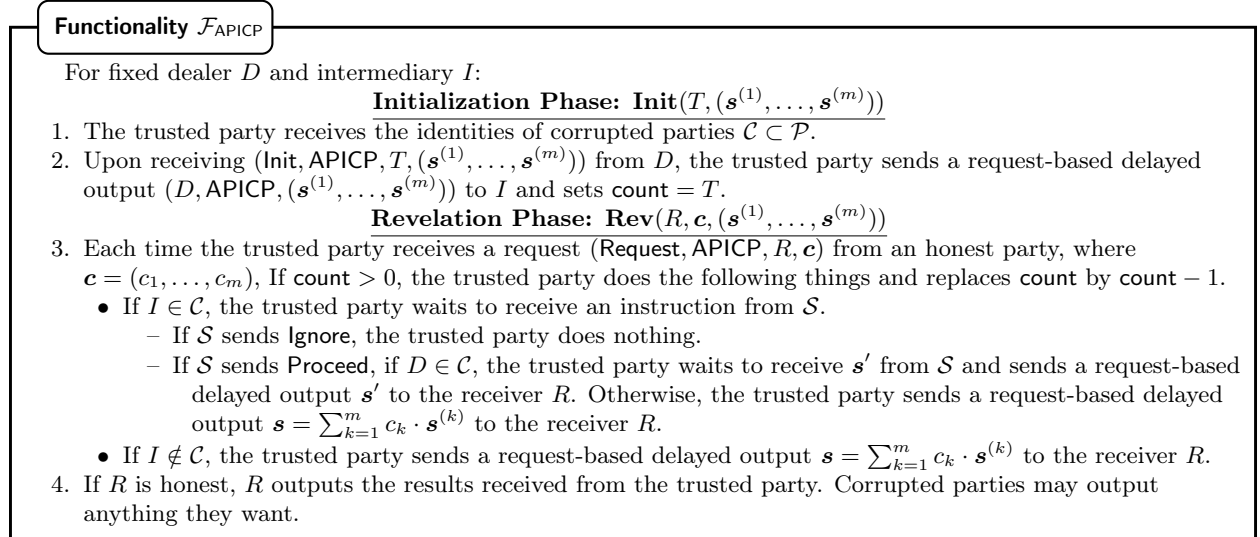 Functionality 𝓕_APICP
For fixed dealer D and intermediary I:
Initialization Phase: Init(T, (𝒔^(1), . . . , 𝒔^(m)))
1. The trusted party receives the identities of corrupted parties 𝓒 ⊂ 𝓟.
2. Upon receiving (Init, APICP, T, (𝒔^(1), . . . , 𝒔^(m))) from D, the trusted party sends a request-based delayed
output (D, APICP, (𝒔^(1), . . . , 𝒔^(m))) to I and sets count = T.
Revelation Phase: Rev(R, 𝒄, (𝒔^(1), . . . , 𝒔^(m)))
3. Each time the trusted party receives a request (Request, APICP, R, 𝒄) from an honest party, where
𝒄 = (c_1, . . . , c_m), If count > 0, the trusted party does the following things and replaces count by count − 1.
• If I ∈ 𝓒, the trusted party waits to receive an instruction from 𝓢.
– If 𝓢 sends Ignore, the trusted party does nothing.
– If 𝓢 sends Proceed, if D ∈ 𝓒, the trusted party waits to receive 𝒔′ from 𝓢 and sends a request-based
delayed output 𝒔′ to the receiver R. Otherwise, the trusted party sends a request-based delayed
output 𝒔 = ∑_{k=1}^{m} c_k · 𝒔^(k) to the receiver R.
• If I ∉ 𝓒, the trusted party sends a request-based delayed output 𝒔 = ∑_{k=1}^{m} c_k · 𝒔^(k) to the receiver R.
4. If R is honest, R outputs the results received from the trusted party. Corrupted parties may output
anything they want.